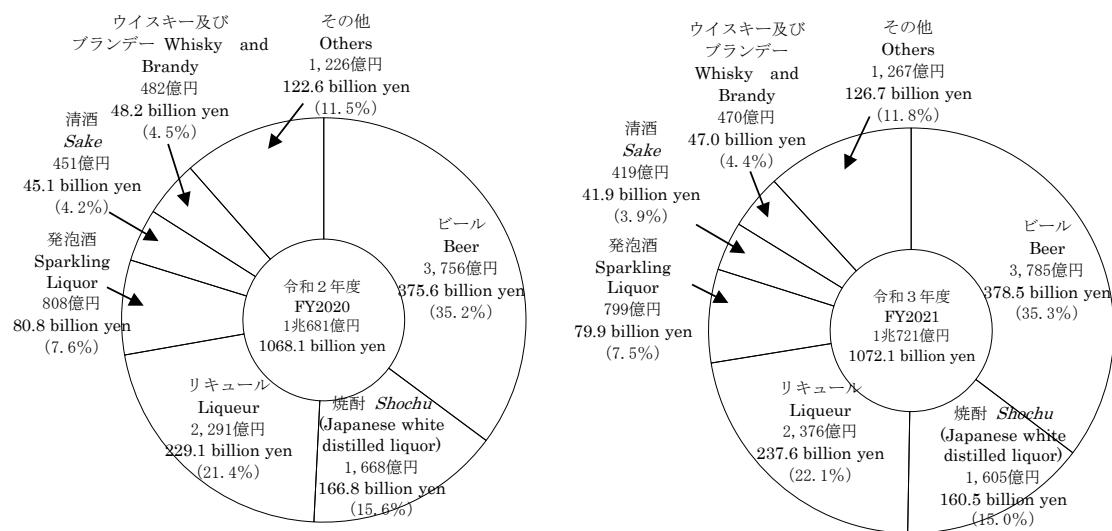 ウイスキー及び
ブランデー Whisky and
Brandy
482億円
48.2 billion yen
(4.5%)
その他
Others
1,226億円
122.6 billion yen
(11.5%)
清酒
Sake
451億円
45.1 billion yen
(4.2%)
発泡酒
Sparkling
Liquor
808億円
80.8 billion yen
(7.6%)
ビール
Beer
3,756億円
375.6 billion yen
(35.2%)
令和2年度
FY2020
1兆681億円
1068.1 billion yen
リキュール
Liqueur
2,291億円
229.1 billion yen
(21.4%)
焼酎 Shochu
(Japanese white
distilled liquor)
1,668億円
166.8 billion yen
(15.6%)
ウイスキー及び
ブランデー
Whisky and
Brandy
470億円
47.0 billion yen
(4.4%)
その他
Others
1,267億円
126.7 billion yen
(11.8%)
清酒
Sake
419億円
41.9 billion yen
(3.9%)
発泡酒
Sparkling
Liquor
799億円
79.9 billion yen
(7.5%)
ビール
Beer
3,785億円
378.5 billion yen
(35.3%)
令和3年度
FY2021
1兆721億円
1072.1 billion yen
リキュール
Liqueur
2,376億円
237.6 billion yen
(22.1%)
焼酎 Shochu
(Japanese white
distilled liquor)
1,605億円
160.5 billion yen
(15.0%)